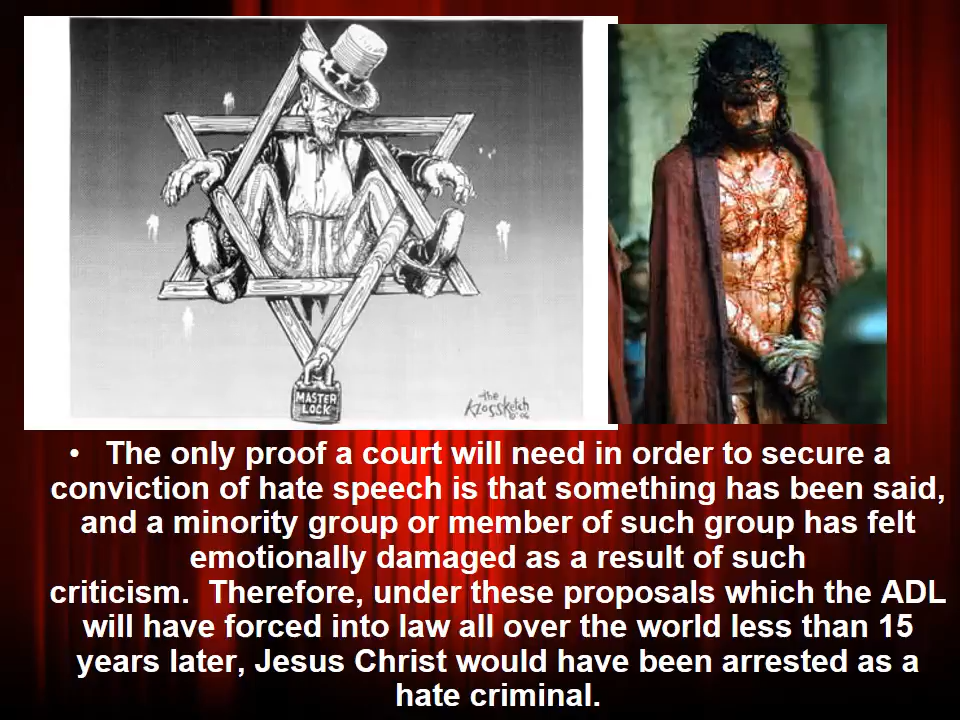 MASTER
LOCK
the
KlosSketch
• The only proof a court will need in order to secure a
conviction of hate speech is that something has been said,
and a minority group or member of such group has felt
emotionally damaged as a result of such
criticism.  Therefore, under these proposals which the ADL
will have forced into law all over the world less than 15
years later, Jesus Christ would have been arrested as a
hate criminal.